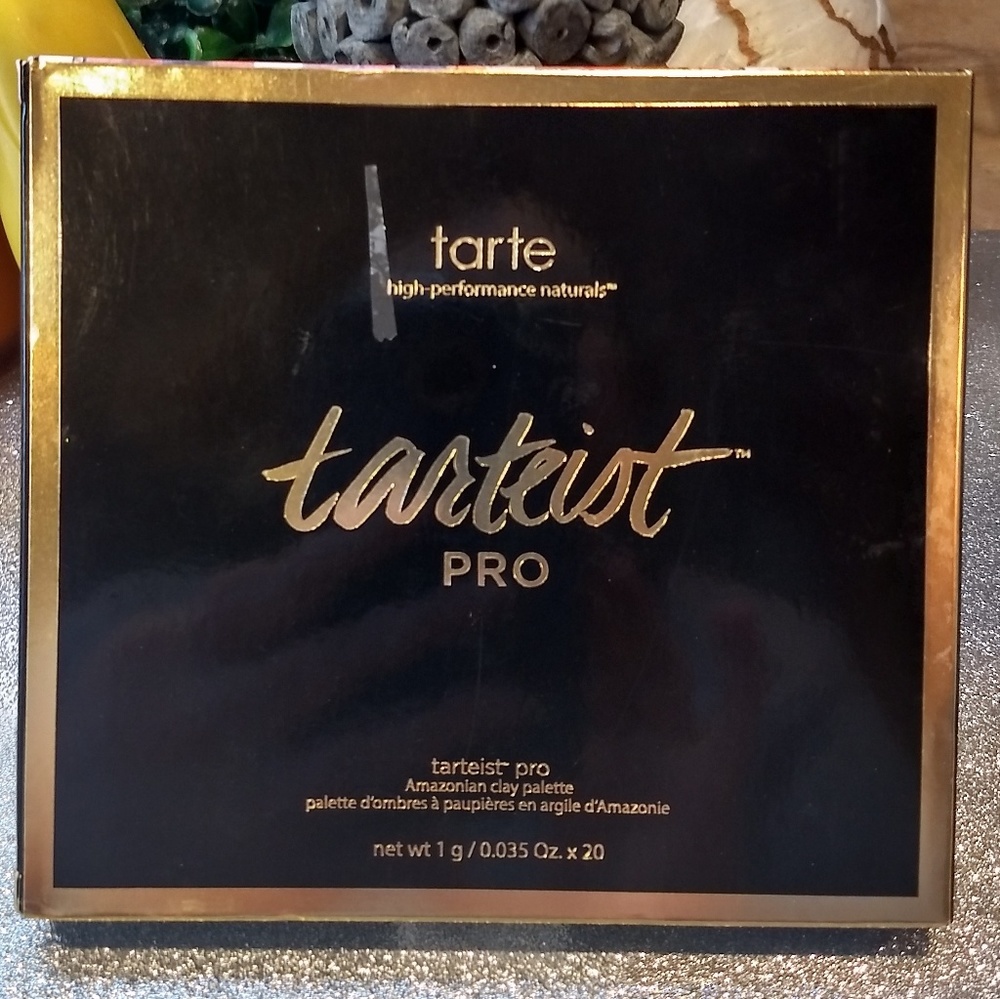 tarte
high-performance naturals™
tarteist™
PRO
tarteist™ pro
Amazonian clay palette
palette d'ombres à paupières en argile d'Amazonie
net wt 1 g / 0.035 Oz. x 20